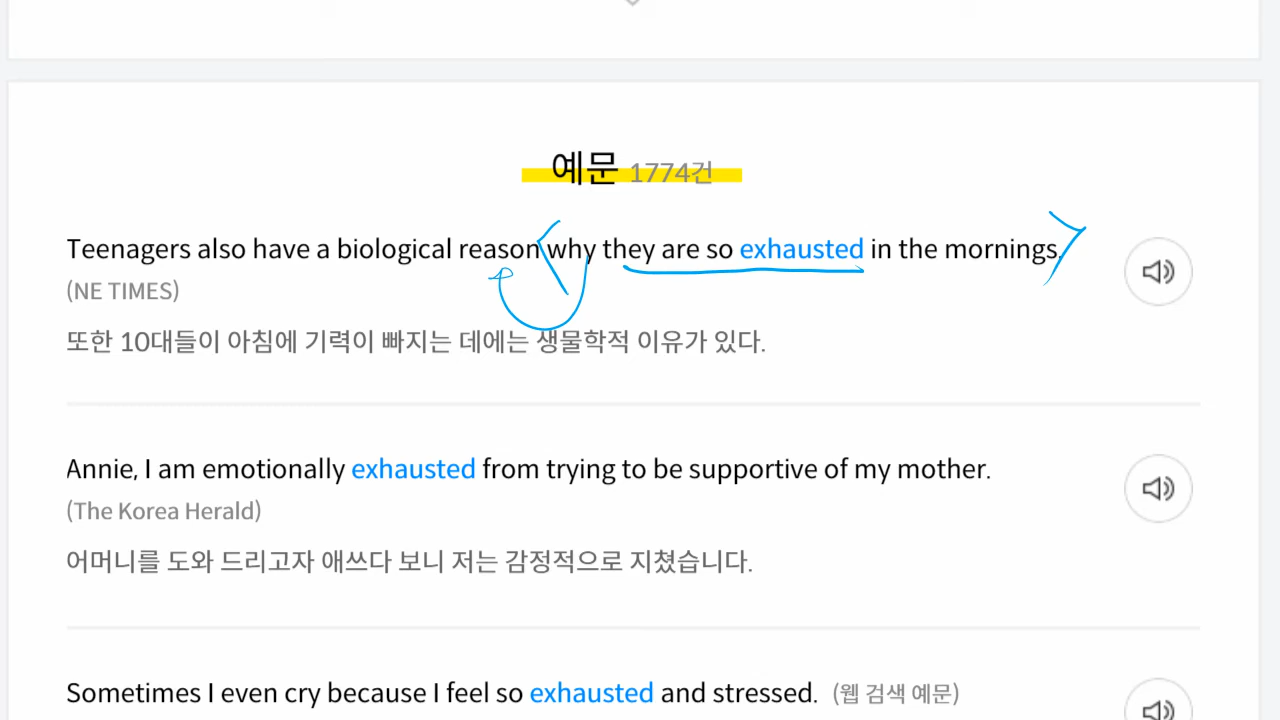 예문 1774건
Teenagers also have a biological reason why they are so exhausted in the mornings.
(NE TIMES)
또한 10대들이 아침에 기력이 빠지는 데에는 생물학적 이유가 있다.
Annie, I am emotionally exhausted from trying to be supportive of my mother.
(The Korea Herald)
어머니를 도와 드리고자 애쓰다 보니 저는 감정적으로 지쳤습니다.
Sometimes I even cry because I feel so exhausted and stressed. (웹 검색 예문)